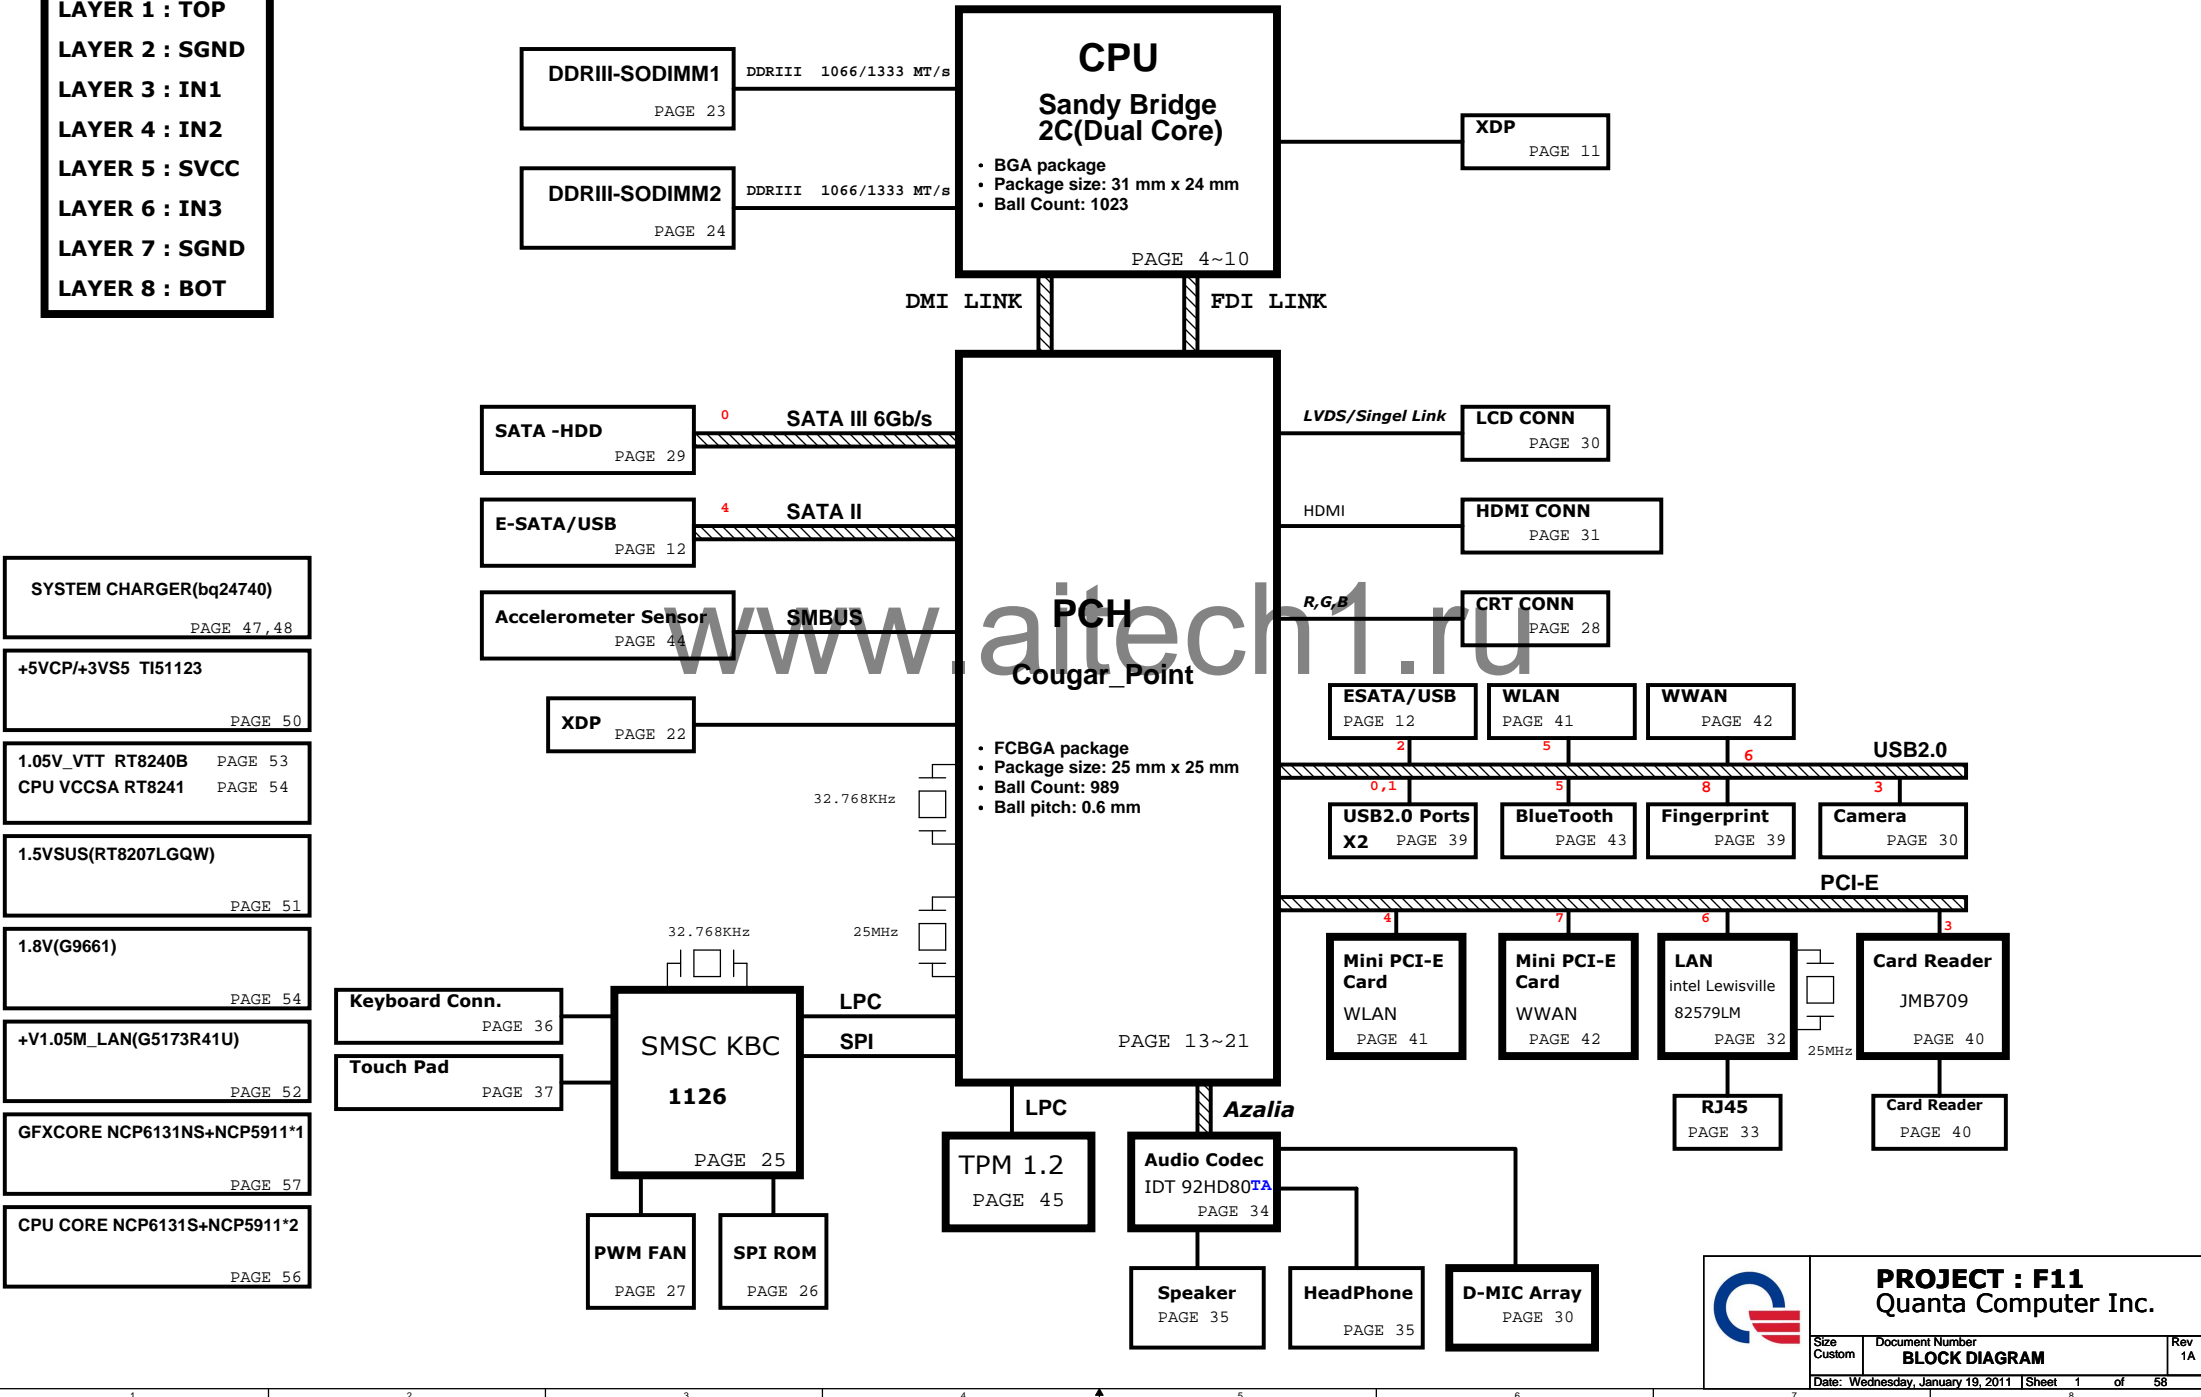 LAYER 1 : TOP
LAYER 2 : SGND
LAYER 3 : IN1
LAYER 4 : IN2
LAYER 5 : SVCC
LAYER 6 : IN3
LAYER 7 : SGND
LAYER 8 : BOT
DDRIII-SODIMM1
PAGE 23
DDRIII 1066/1333 MT/s
DDRIII-SODIMM2
PAGE 24
DDRIII 1066/1333 MT/s
CPU
Sandy Bridge
2C(Dual Core)
• BGA package
• Package size: 31 mm x 24 mm
• Ball Count: 1023
PAGE 4~10
XDP
PAGE 11
DMI LINK
FDI LINK
SATA -HDD
PAGE 29
0
SATA III 6Gb/s
E-SATA/USB
PAGE 12
4
SATA II
Accelerometer Sensor
PAGE 44
SMBUS
XDP
PAGE 22
PCH
Cougar_Point
• FCBGA package
• Package size: 25 mm x 25 mm
• Ball Count: 989
• Ball pitch: 0.6 mm
PAGE 13~21
32.768KHz
25MHz
LVDS/Singel Link
LCD CONN
PAGE 30
HDMI
HDMI CONN
PAGE 31
R,G,B
CRT CONN
PAGE 28
www.aitech1.ru
ESATA/USB
PAGE 12
WLAN
PAGE 41
WWAN
PAGE 42
2
5
6
USB2.0
0,1
5
8
3
USB2.0 Ports
X2 PAGE 39
BlueTooth
PAGE 43
Fingerprint
PAGE 39
Camera
PAGE 30
PCI-E
4
7
6
3
Mini PCI-E
Card
WLAN
PAGE 41
Mini PCI-E
Card
WWAN
PAGE 42
LAN
intel Lewisville
82579LM
PAGE 32
25MHz
Card Reader
JMB709
PAGE 40
RJ45
PAGE 33
Card Reader
PAGE 40
SYSTEM CHARGER(bq24740)
PAGE 47,48
+5VCP/+3VS5 TI51123
PAGE 50
1.05V_VTT RT8240B PAGE 53
CPU VCCSA RT8241 PAGE 54
1.5VSUS(RT8207LGQW)
PAGE 51
1.8V(G9661)
PAGE 54
+V1.05M_LAN(G5173R41U)
PAGE 52
GFXCORE NCP6131NS+NCP5911*1
PAGE 57
CPU CORE NCP6131S+NCP5911*2
PAGE 56
32.768KHz
Keyboard Conn.
PAGE 36
Touch Pad
PAGE 37
SMSC KBC
1126
PAGE 25
LPC
SPI
PWM FAN
PAGE 27
SPI ROM
PAGE 26
LPC
TPM 1.2
PAGE 45
Azalia
Audio Codec
IDT 92HD80TA
PAGE 34
Speaker
PAGE 35
HeadPhone
PAGE 35
D-MIC Array
PAGE 30
PROJECT : F11
Quanta Computer Inc.
Size
Custom
Document Number
BLOCK DIAGRAM
Rev
1A
Date: Wednesday, January 19, 2011 Sheet 1 of 58
1 2 3 4 5 6 7 8